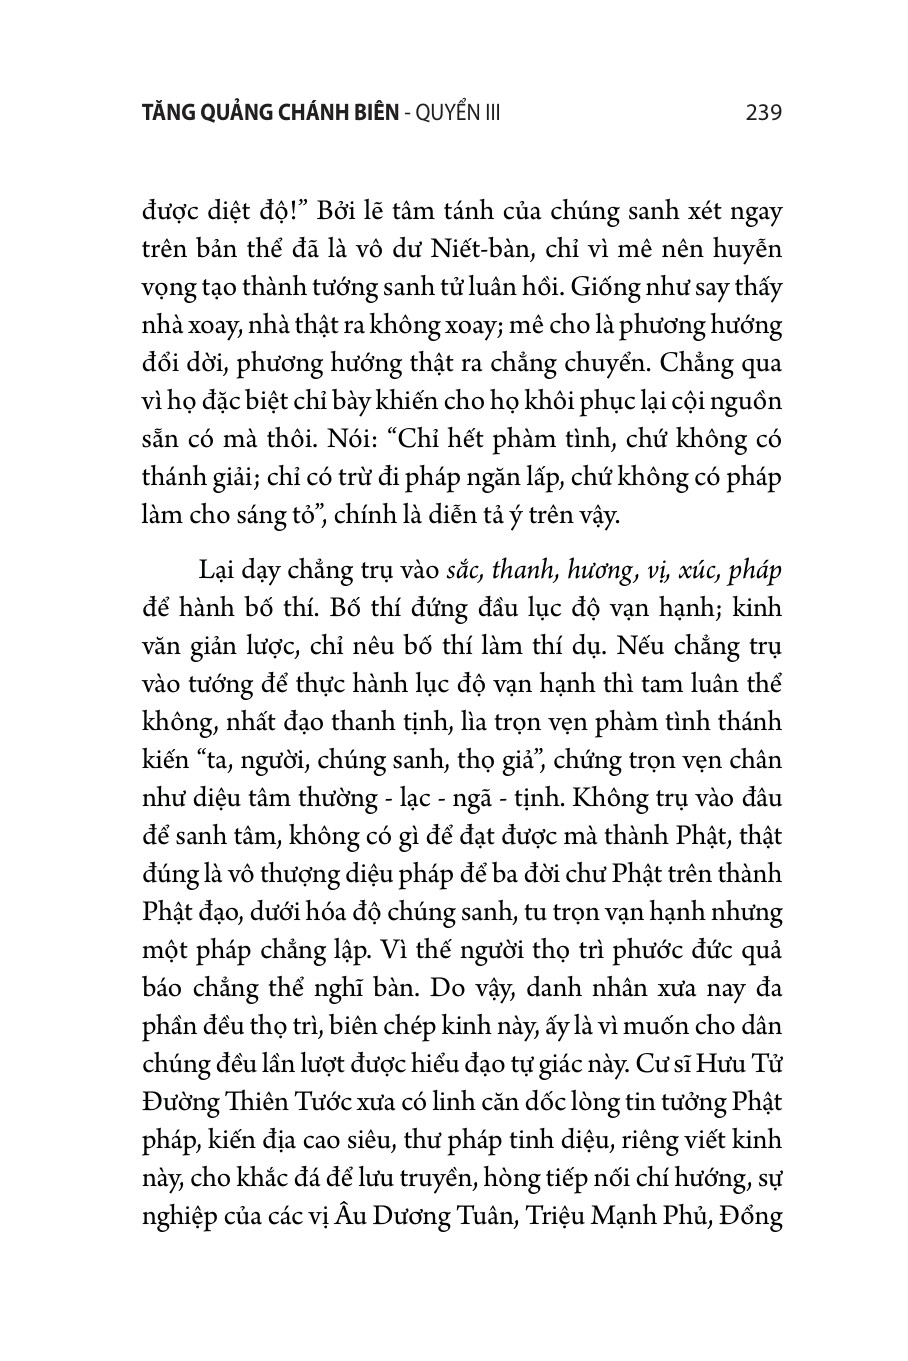 TĂNG QUẢNG CHÁNH BIÊN - QUYỂN III 239
được diệt độ!” Bởi lẽ tâm tánh của chúng sanh xét ngay
trên bản thể đã là vô dư Niết-bàn, chỉ vì mê nên huyễn
vọng tạo thành tướng sanh tử luân hồi. Giống như say thấy
nhà xoay, nhà thật ra không xoay; mê cho là phương hướng
đổi dời, phương hướng thật ra chẳng chuyển. Chẳng qua
vì họ đặc biệt chỉ bày khiến cho họ khôi phục lại cội nguồn
sẵn có mà thôi. Nói: “Chỉ hết phàm tình, chứ không có
thánh giải; chỉ có trừ đi pháp ngăn lấp, chứ không có pháp
làm cho sáng tỏ”, chính là diễn tả ý trên vậy.
Lại dạy chẳng trụ vào sắc, thanh, hương, vị, xúc, pháp
để hành bố thí. Bố thí đứng đầu lục độ vạn hạnh; kinh
văn giản lược, chỉ nêu bố thí làm thí dụ. Nếu chẳng trụ
vào tướng để thực hành lục độ vạn hạnh thì tam luân thể
không, nhất đạo thanh tịnh, lìa trọn vẹn phàm tình thánh
kiến “ta, người, chúng sanh, thọ giả”, chứng trọn vẹn chân
như diệu tâm thường - lạc - ngã - tịnh. Không trụ vào đâu
để sanh tâm, không có gì để đạt được mà thành Phật, thật
đúng là vô thượng diệu pháp để ba đời chư Phật trên thành
Phật đạo, dưới hóa độ chúng sanh, tu trọn vạn hạnh nhưng
một pháp chẳng lập. Vì thế người thọ trì phước đức quả
báo chẳng thể nghĩ bàn. Do vậy, danh nhân xưa nay đa
phần đều thọ trì, biên chép kinh này, ấy là vì muốn cho dân
chúng đều lần lượt được hiểu đạo tự giác này. Cư sĩ Hưu Tử
Đường Thiên Tước xưa có linh căn dốc lòng tin tưởng Phật
pháp, kiến địa cao siêu, thư pháp tinh diệu, riêng viết kinh
này, cho khắc đá để lưu truyền, hòng tiếp nối chí hướng, sự
nghiệp của các vị Âu Dương Tuân, Triệu Mạnh Phủ, Đổng